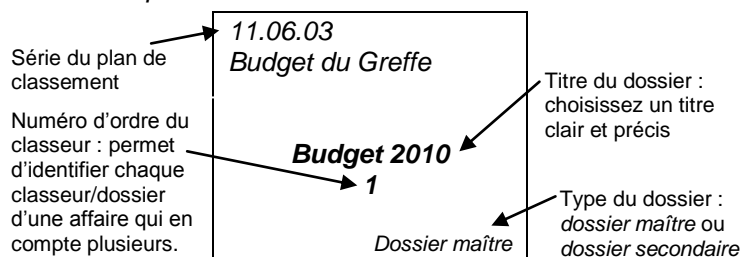 11.06.03
Budget du Greffe
Série du plan de
classement
Numéro d'ordre du
classeur : permet
d'identifier chaque
classeur/dossier
d'une affaire qui en
compte plusieurs.
Budget 2010
1
Dossier maître
Titre du dossier :
choisissez un titre
clair et précis
Type du dossier :
dossier maître ou
dossier secondaire